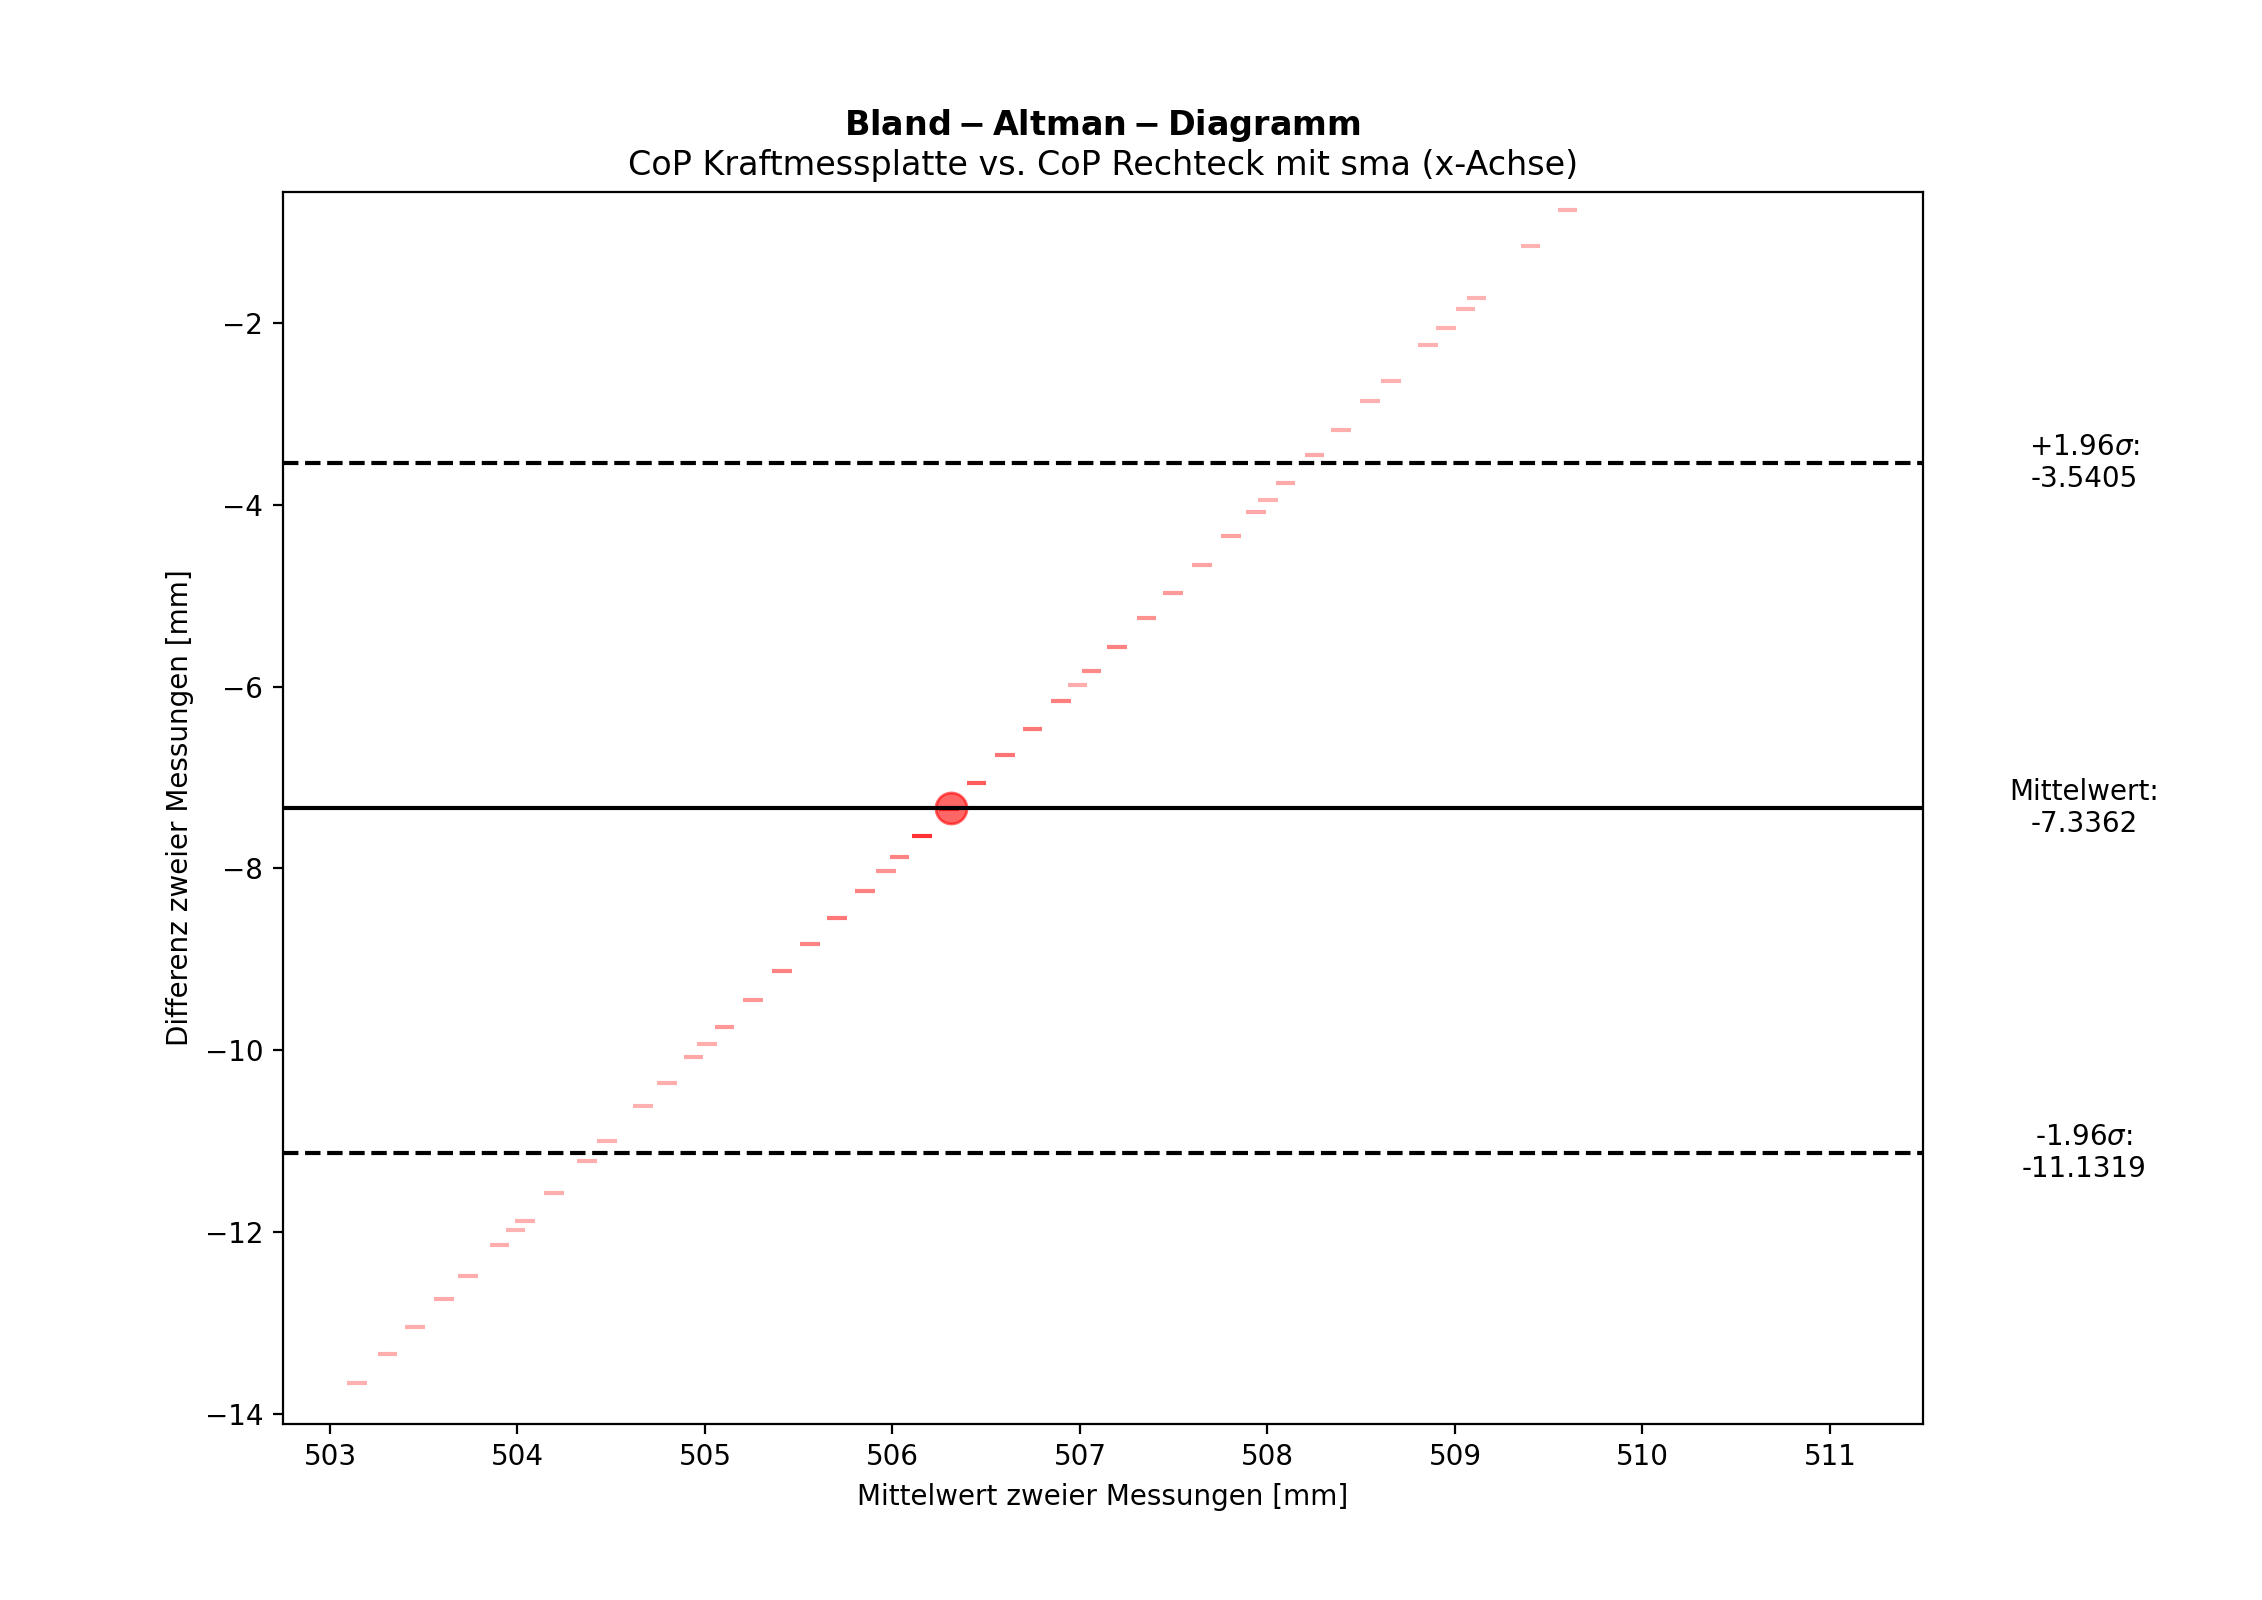 Bland − Altman − Diagramm
CoP Kraftmessplatte vs. CoP Rechteck mit sma (x-Achse)
Differenz zweier Messungen [mm]
−2
−4
−6
−8
−10
−12
−14
+1.96σ:
-3.5405
Mittelwert:
-7.3362
-1.96σ:
-11.1319
503 504 505 506 507 508 509 510 511
Mittelwert zweier Messungen [mm]